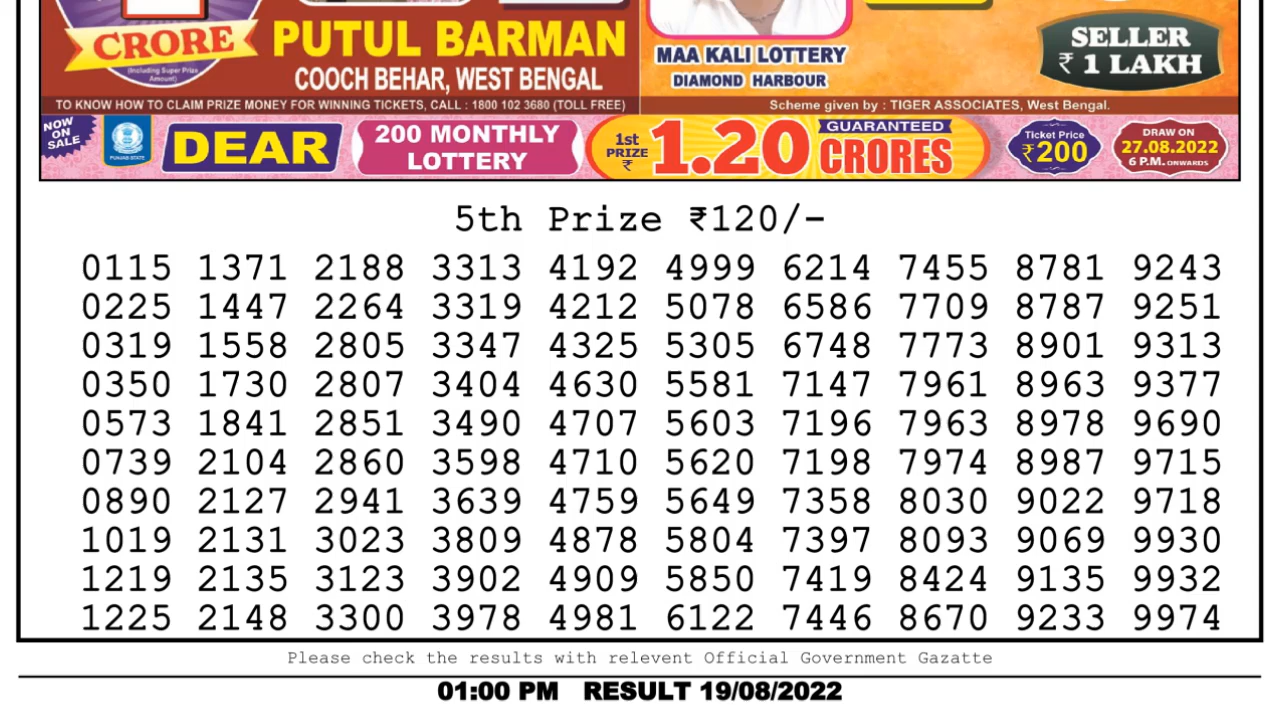 CRORE
(Including Super Prize
Amount)
PUTUL BARMAN
COOCH BEHAR, WEST BENGAL
MAA KALI LOTTERY
DIAMOND HARBOUR
SELLER
₹ 1 LAKH
TO KNOW HOW TO CLAIM PRIZE MONEY FOR WINNING TICKETS, CALL : 1800 102 3680 (TOLL FREE)
Scheme given by : TIGER ASSOCIATES, West Bengal.
NOW
ON
SALE
PUNJAB STATE
DEAR
200 MONTHLY
LOTTERY
1st
PRIZE
₹
1.20
GUARANTEED
CRORES
Ticket Price
₹200
DRAW ON
27.08.2022
6 P.M. ONWARDS
5th Prize ₹120/-
0115 1371 2188 3313 4192 4999 6214 7455 8781 9243
0225 1447 2264 3319 4212 5078 6586 7709 8787 9251
0319 1558 2805 3347 4325 5305 6748 7773 8901 9313
0350 1730 2807 3404 4630 5581 7147 7961 8963 9377
0573 1841 2851 3490 4707 5603 7196 7963 8978 9690
0739 2104 2860 3598 4710 5620 7198 7974 8987 9715
0890 2127 2941 3639 4759 5649 7358 8030 9022 9718
1019 2131 3023 3809 4878 5804 7397 8093 9069 9930
1219 2135 3123 3902 4909 5850 7419 8424 9135 9932
1225 2148 3300 3978 4981 6122 7446 8670 9233 9974
Please check the results with relevent Official Government Gazatte
01:00 PM RESULT 19/08/2022